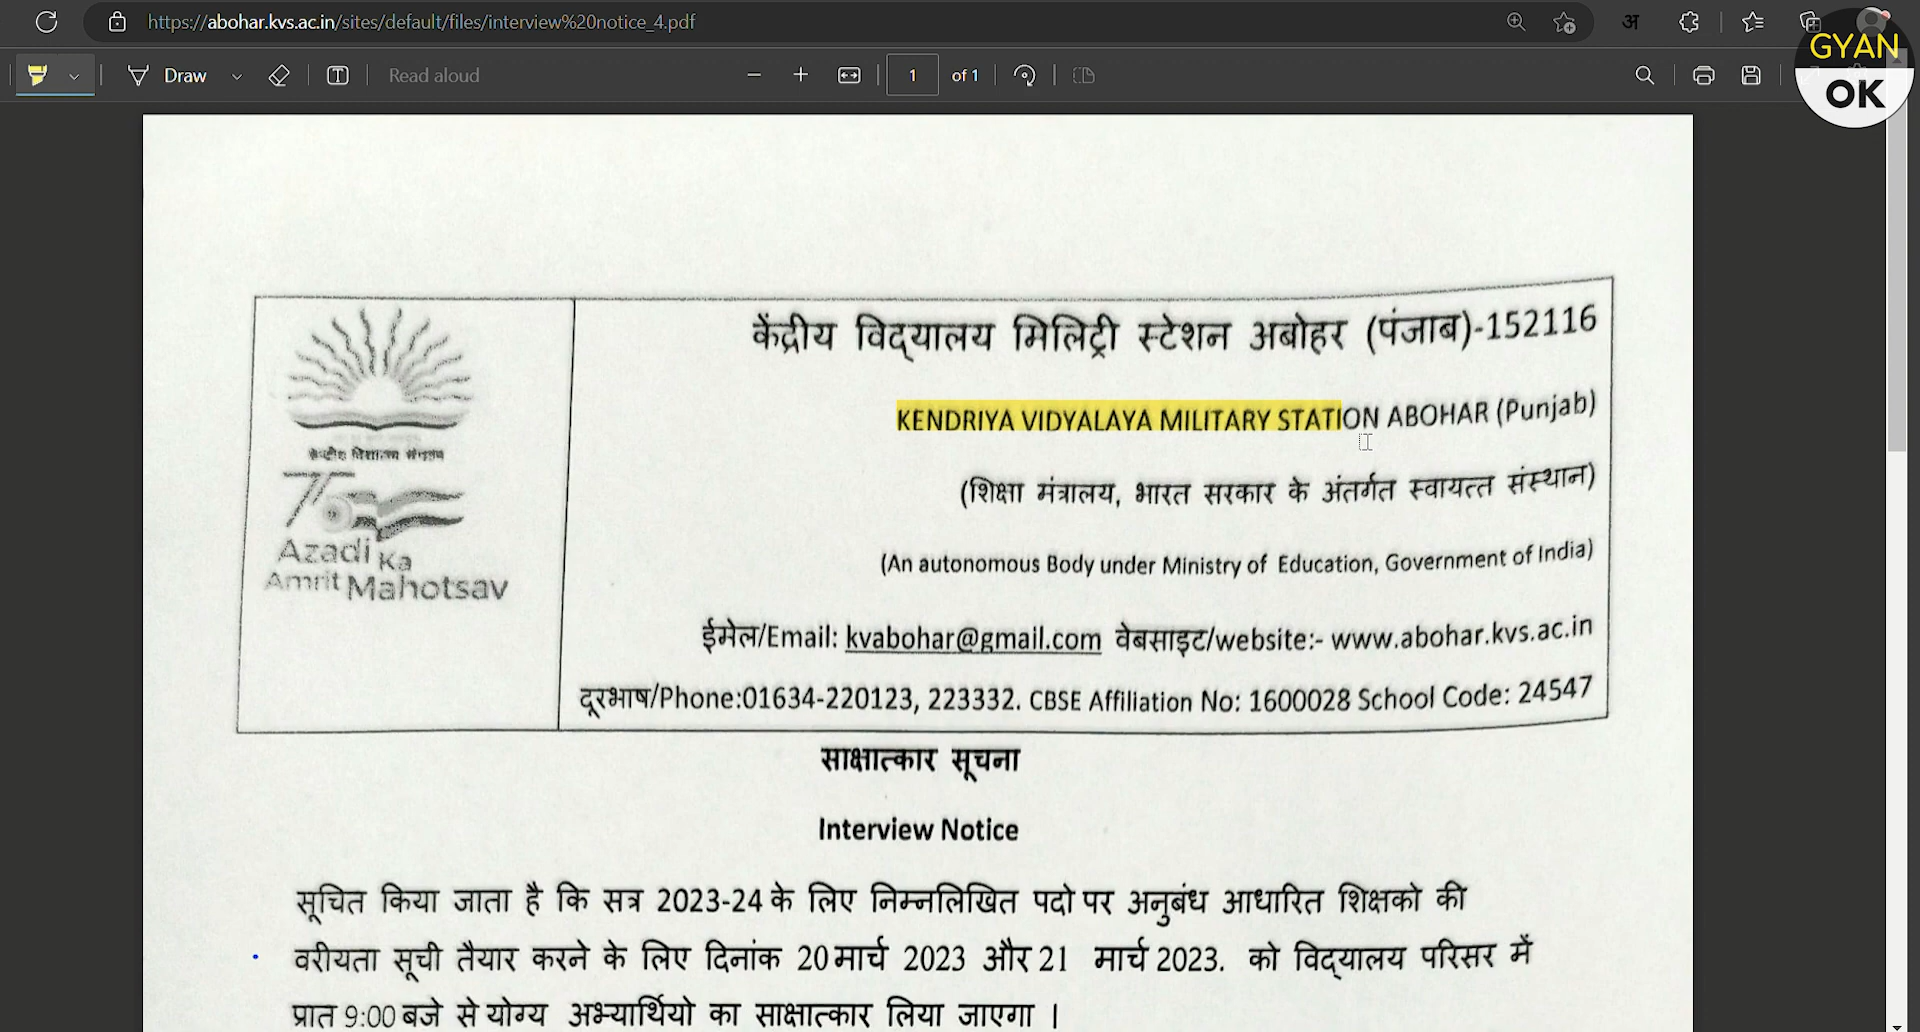 https://abohar.kvs.ac.in/sites/default/files/interview%20notice_4.pdf
अ
GYAN
OK
Draw
Read aloud
1 of 1
केंद्रीय विद्यालय मिलिट्री स्टेशन अबोहर (पंजाब)-152116
KENDRIYA VIDYALAYA MILITARY STATION ABOHAR (Punjab)
(शिक्षा मंत्रालय, भारत सरकार के अंतर्गत स्वायत्त संस्थान)
(An autonomous Body under Ministry of Education, Government of India)
ईमेल/Email: kvabohar@gmail.com वेबसाइट/website:- www.abohar.kvs.ac.in
दूरभाष/Phone:01634-220123, 223332. CBSE Affiliation No: 1600028 School Code: 24547
केन्द्रीय विद्यालय संगठन
75
Azadi Ka
Amrit Mahotsav
साक्षात्कार सूचना
Interview Notice
सूचित किया जाता है कि सत्र 2023-24 के लिए निम्नलिखित पदो पर अनुबंध आधारित शिक्षको की
वरीयता सूची तैयार करने के लिए दिनांक 20 मार्च 2023 और 21 मार्च 2023. को विद्यालय परिसर में
प्रात 9:00 बजे से योग्य अभ्यार्थियो का साक्षात्कार लिया जाएगा ।